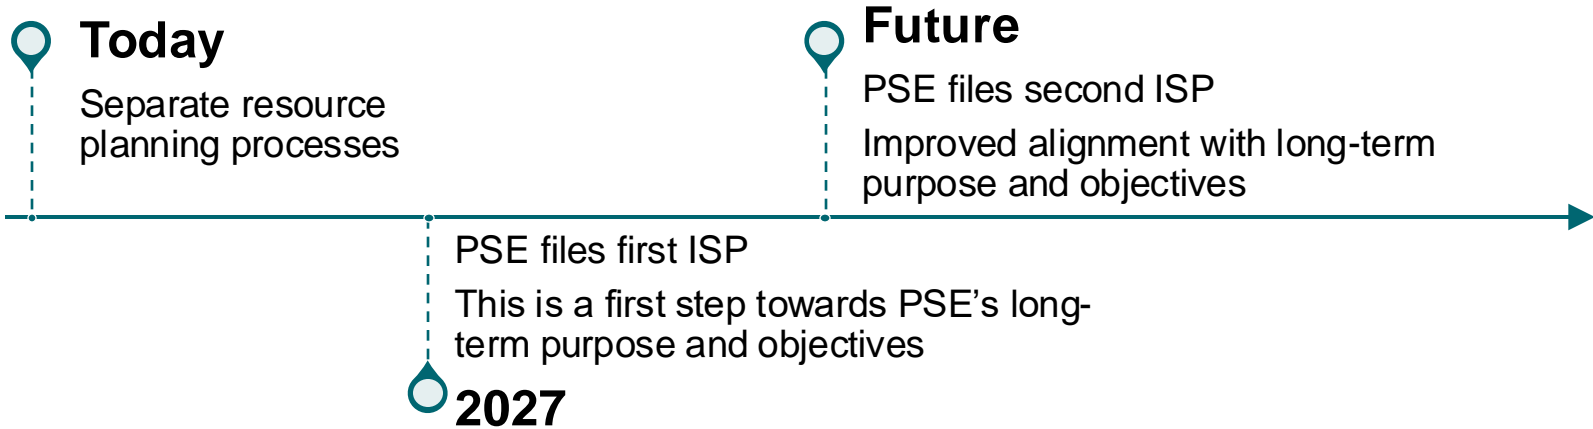 Today
Separate resource
planning processes
Future
PSE files second ISP
Improved alignment with long-term
purpose and objectives
PSE files first ISP
This is a first step towards PSE’s long-
term purpose and objectives
2027